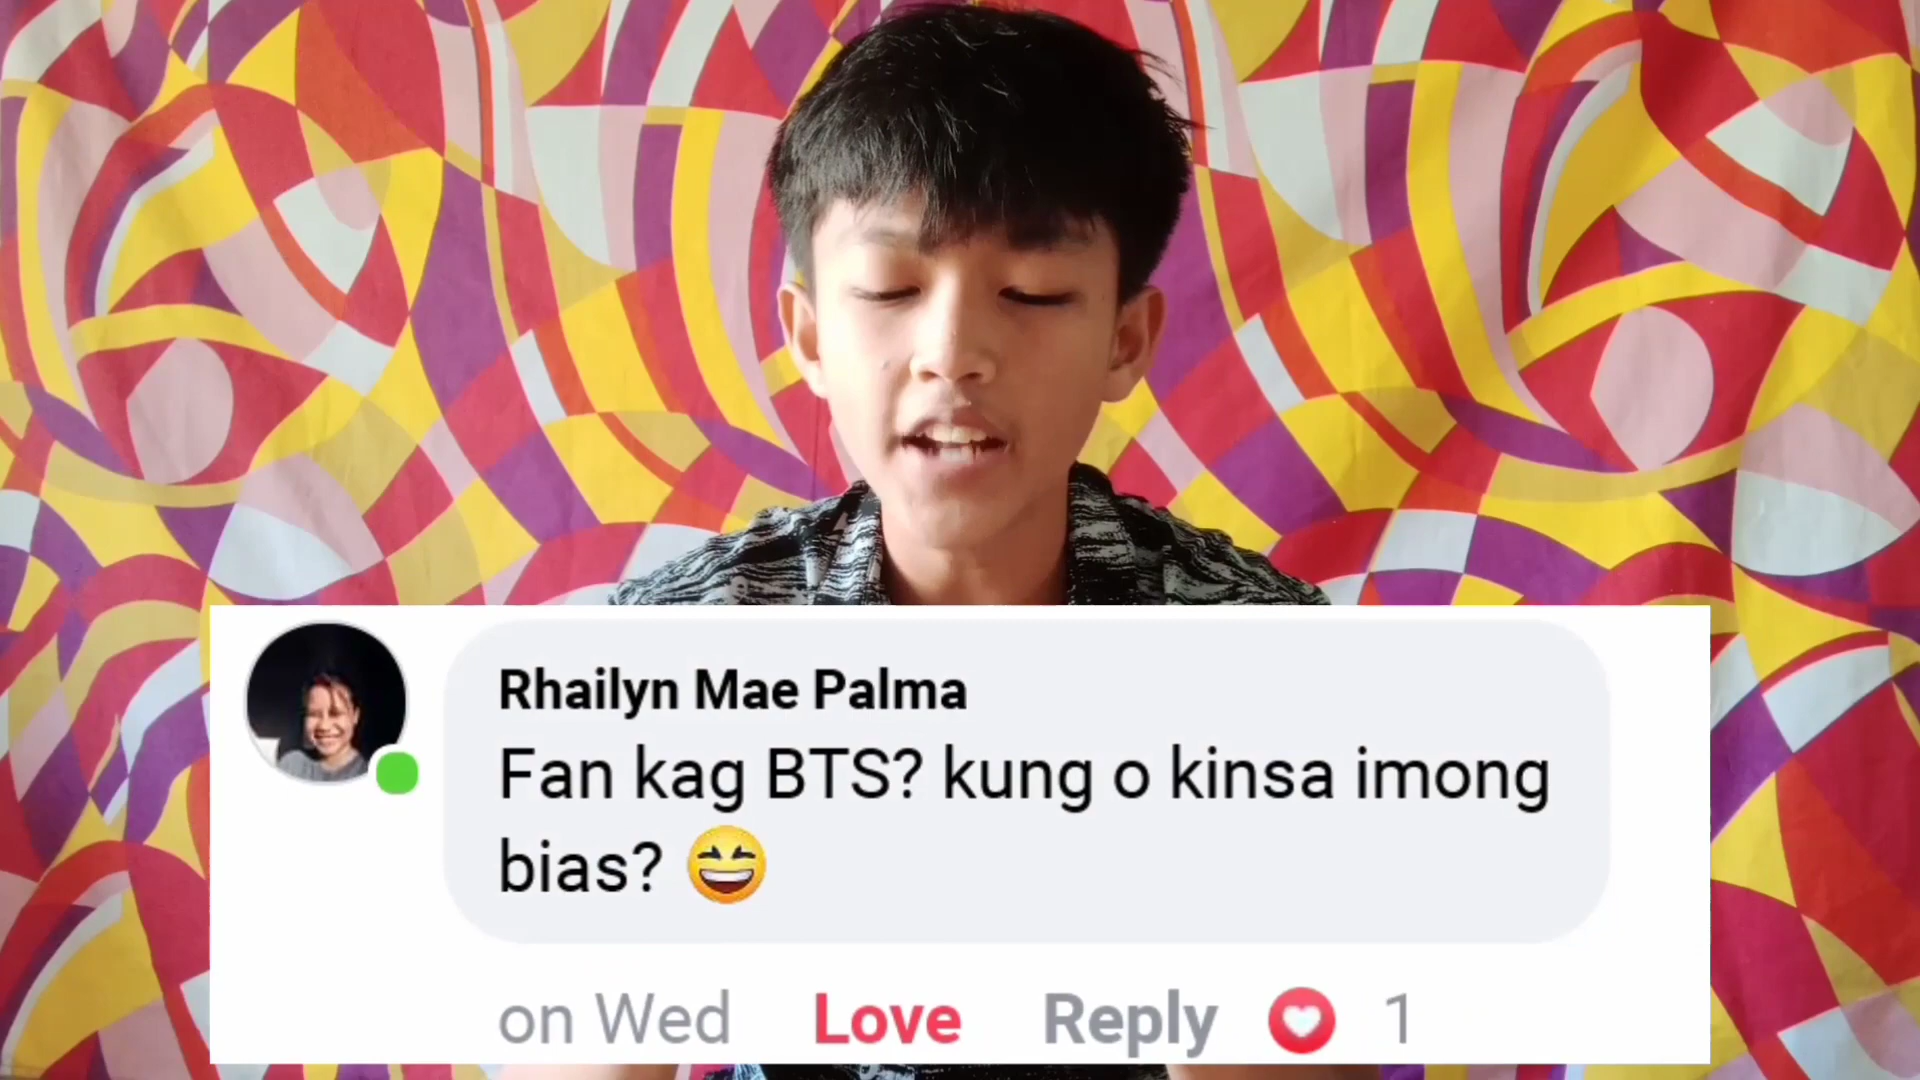 Rhailyn Mae Palma
Fan kag BTS? kung o kinsa imong
bias? 😆
on Wed Love Reply 1